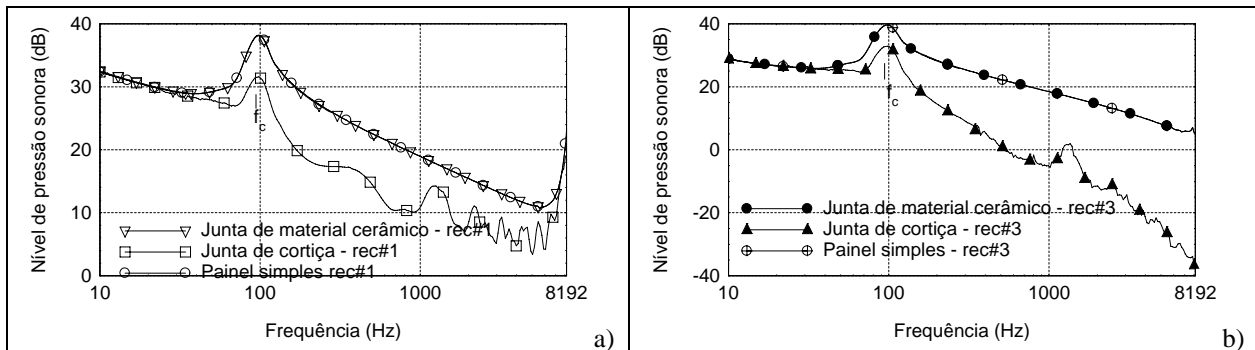 Nível de pressão sonora (dB)
40
30
20
10
0
f_c
Junta de material cerâmico - rec#1
Junta de cortiça - rec#1
Painel simples rec#1
10
100
1000
8192
Frequência (Hz)
a)
Nível de pressão sonora (dB)
40
20
0
-20
-40
f_c
Junta de material cerâmico - rec#3
Junta de cortiça - rec#3
Painel simples - rec#3
10
100
1000
8192
Frequência (Hz)
b)